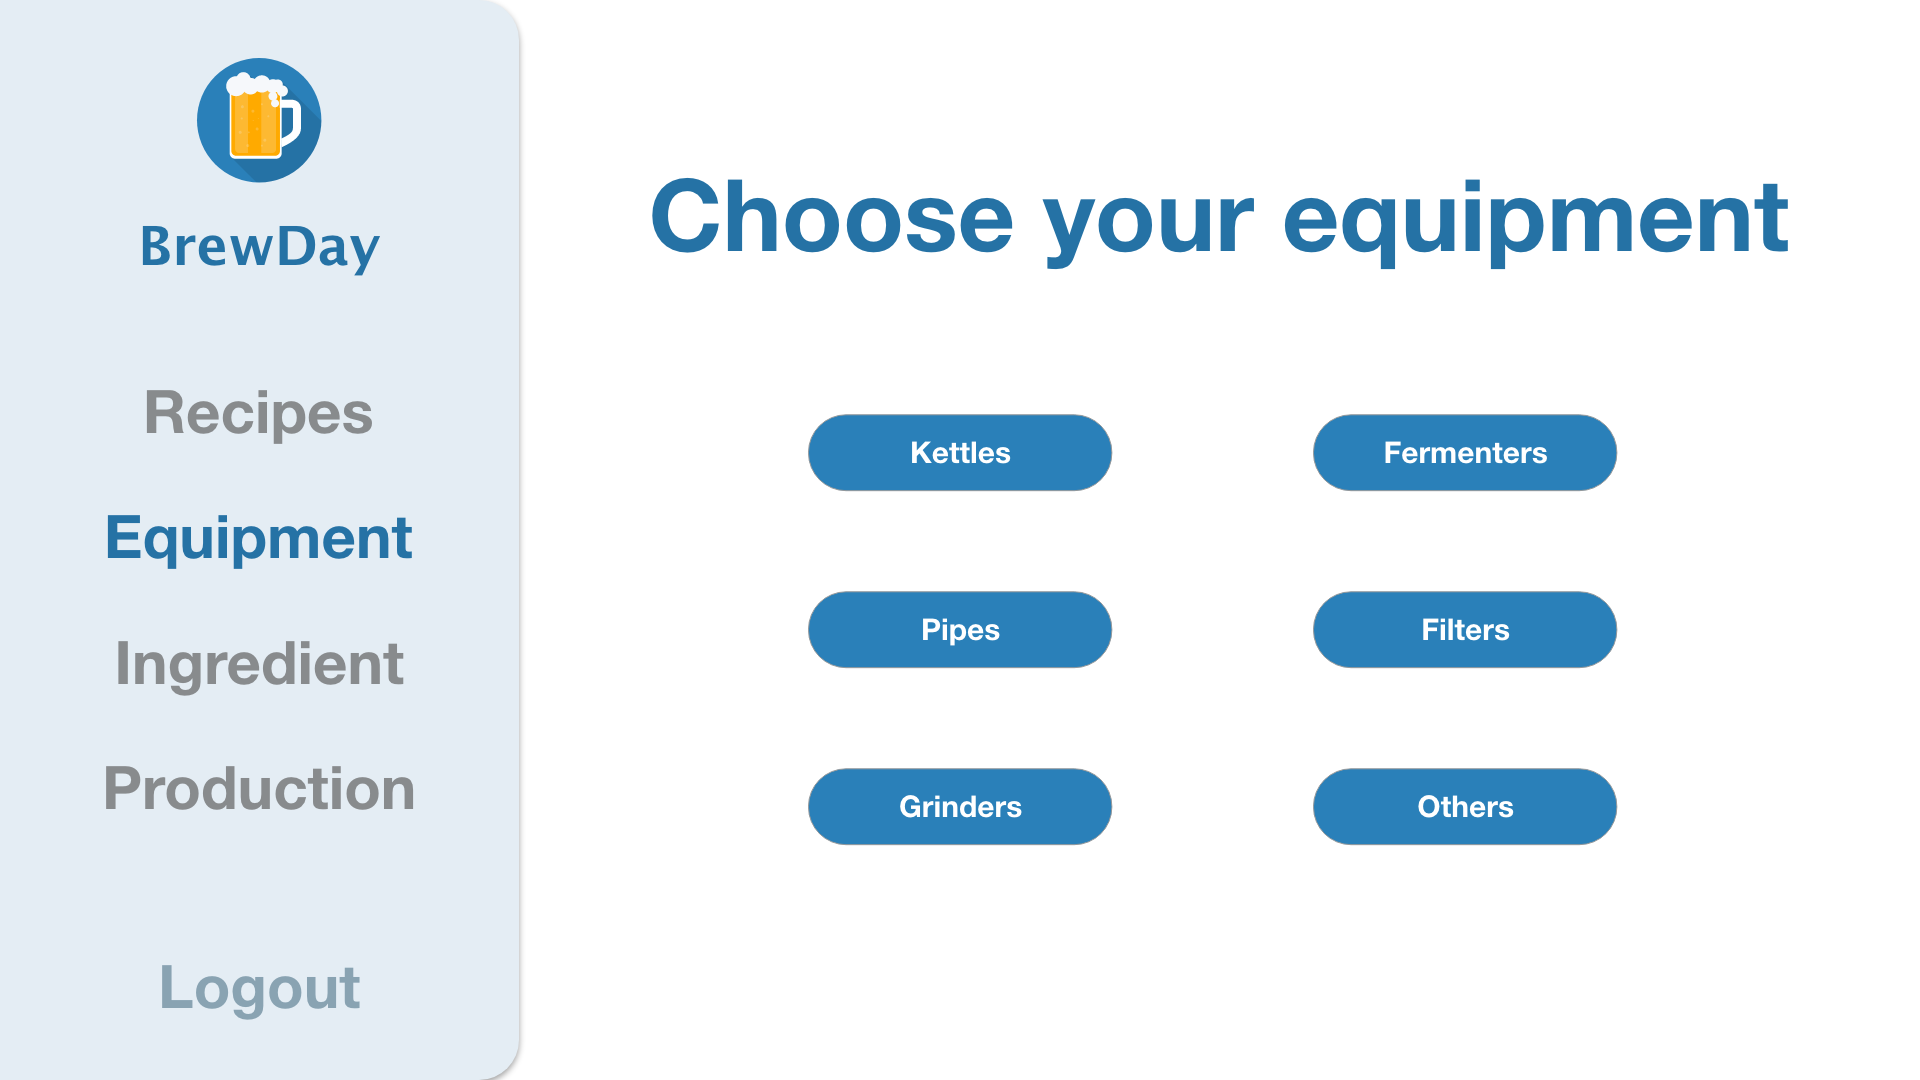 BrewDay
Recipes
Equipment
Ingredient
Production
Logout
Choose your equipment
Kettles
Fermenters
Pipes
Filters
Grinders
Others